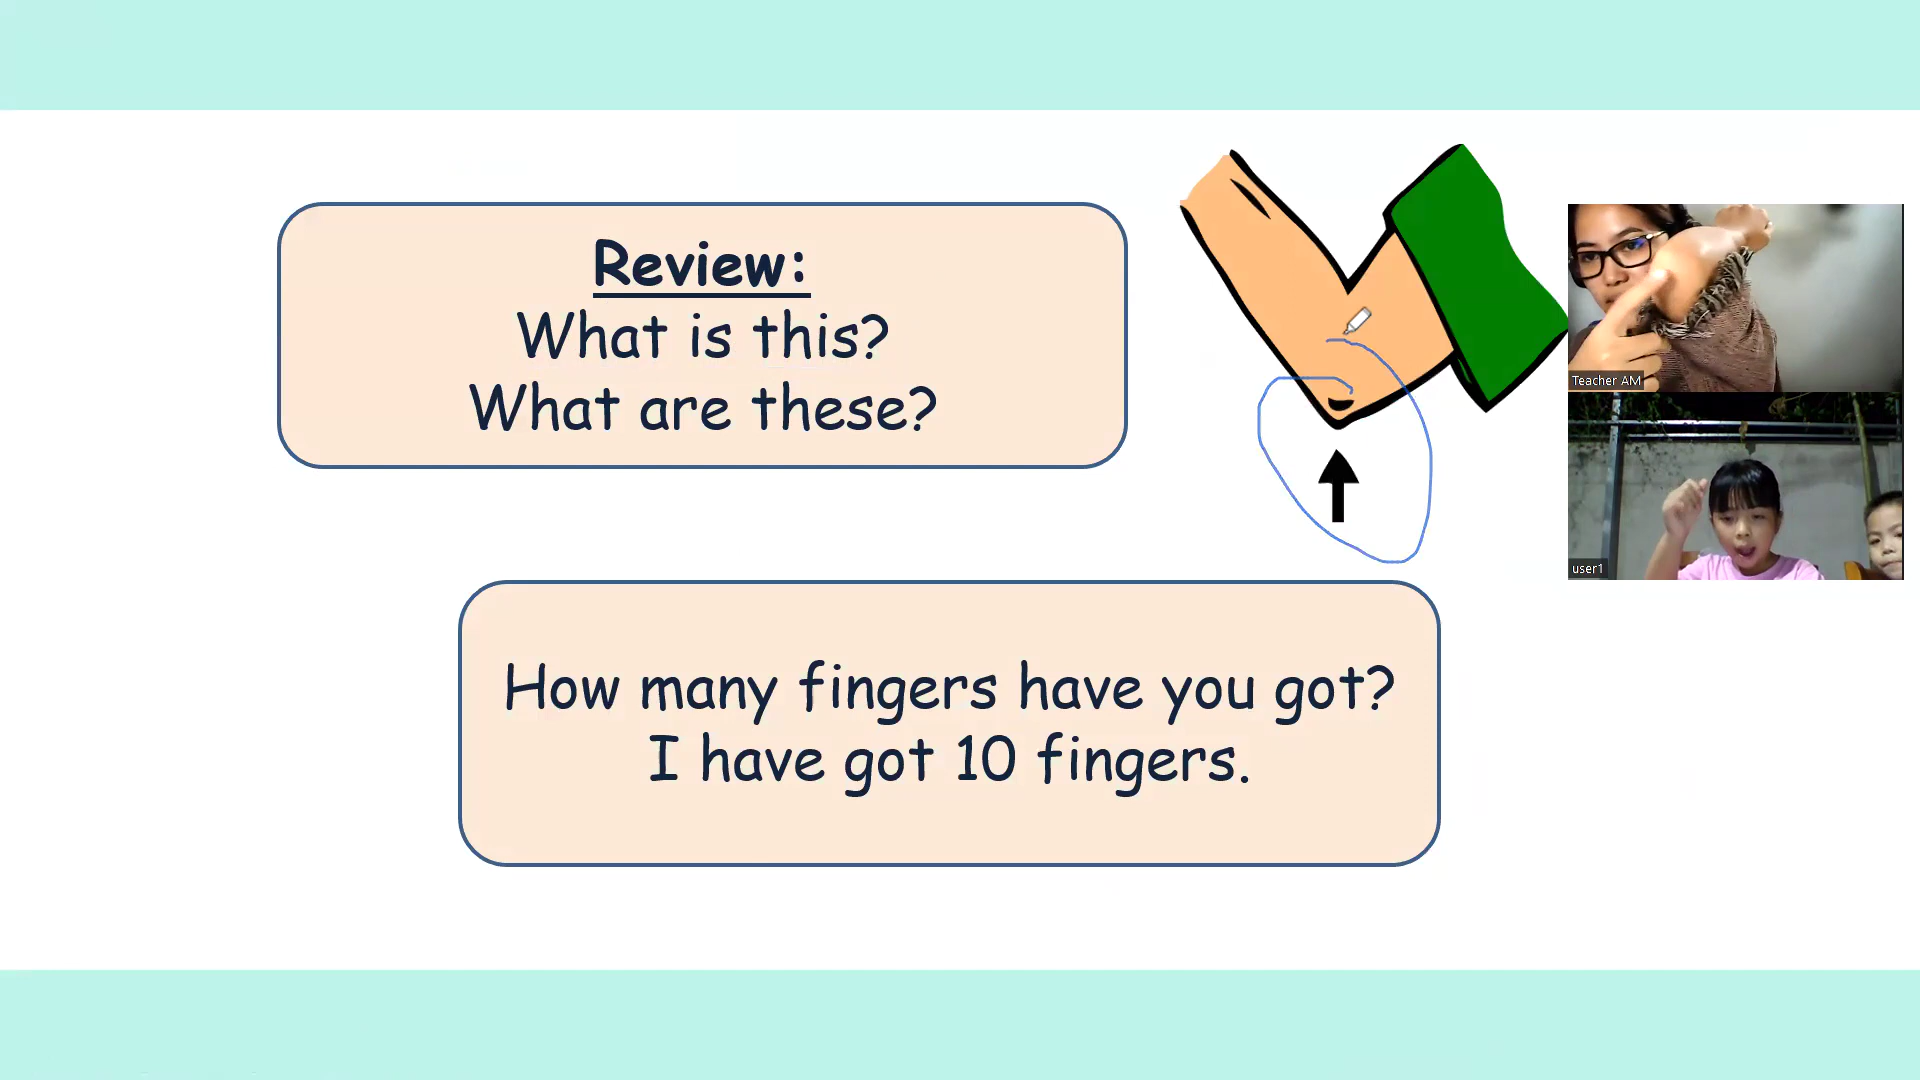 Review:
What is this?
What are these?
Teacher AM
user1
How many fingers have you got?
I have got 10 fingers.